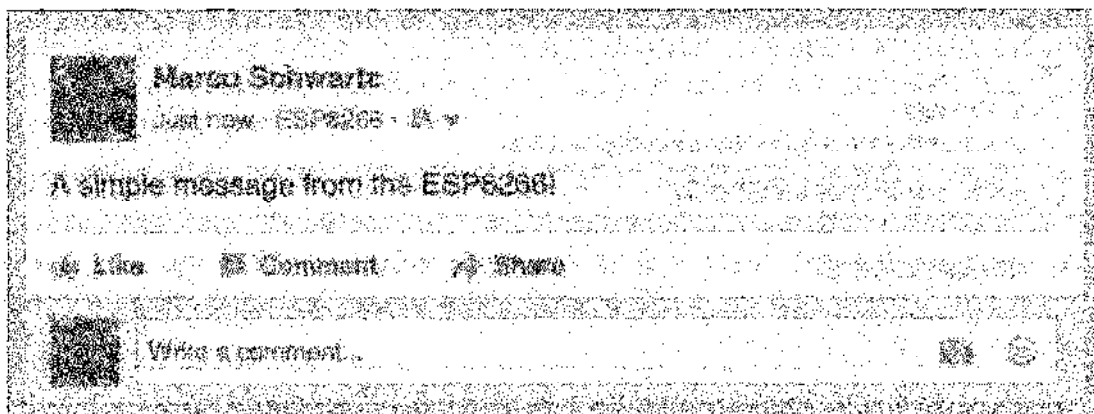 Marco Schwartz
Just now · ESP8266 ·
A simple message from the ESP8266!
Like Comment Share
Write a comment...